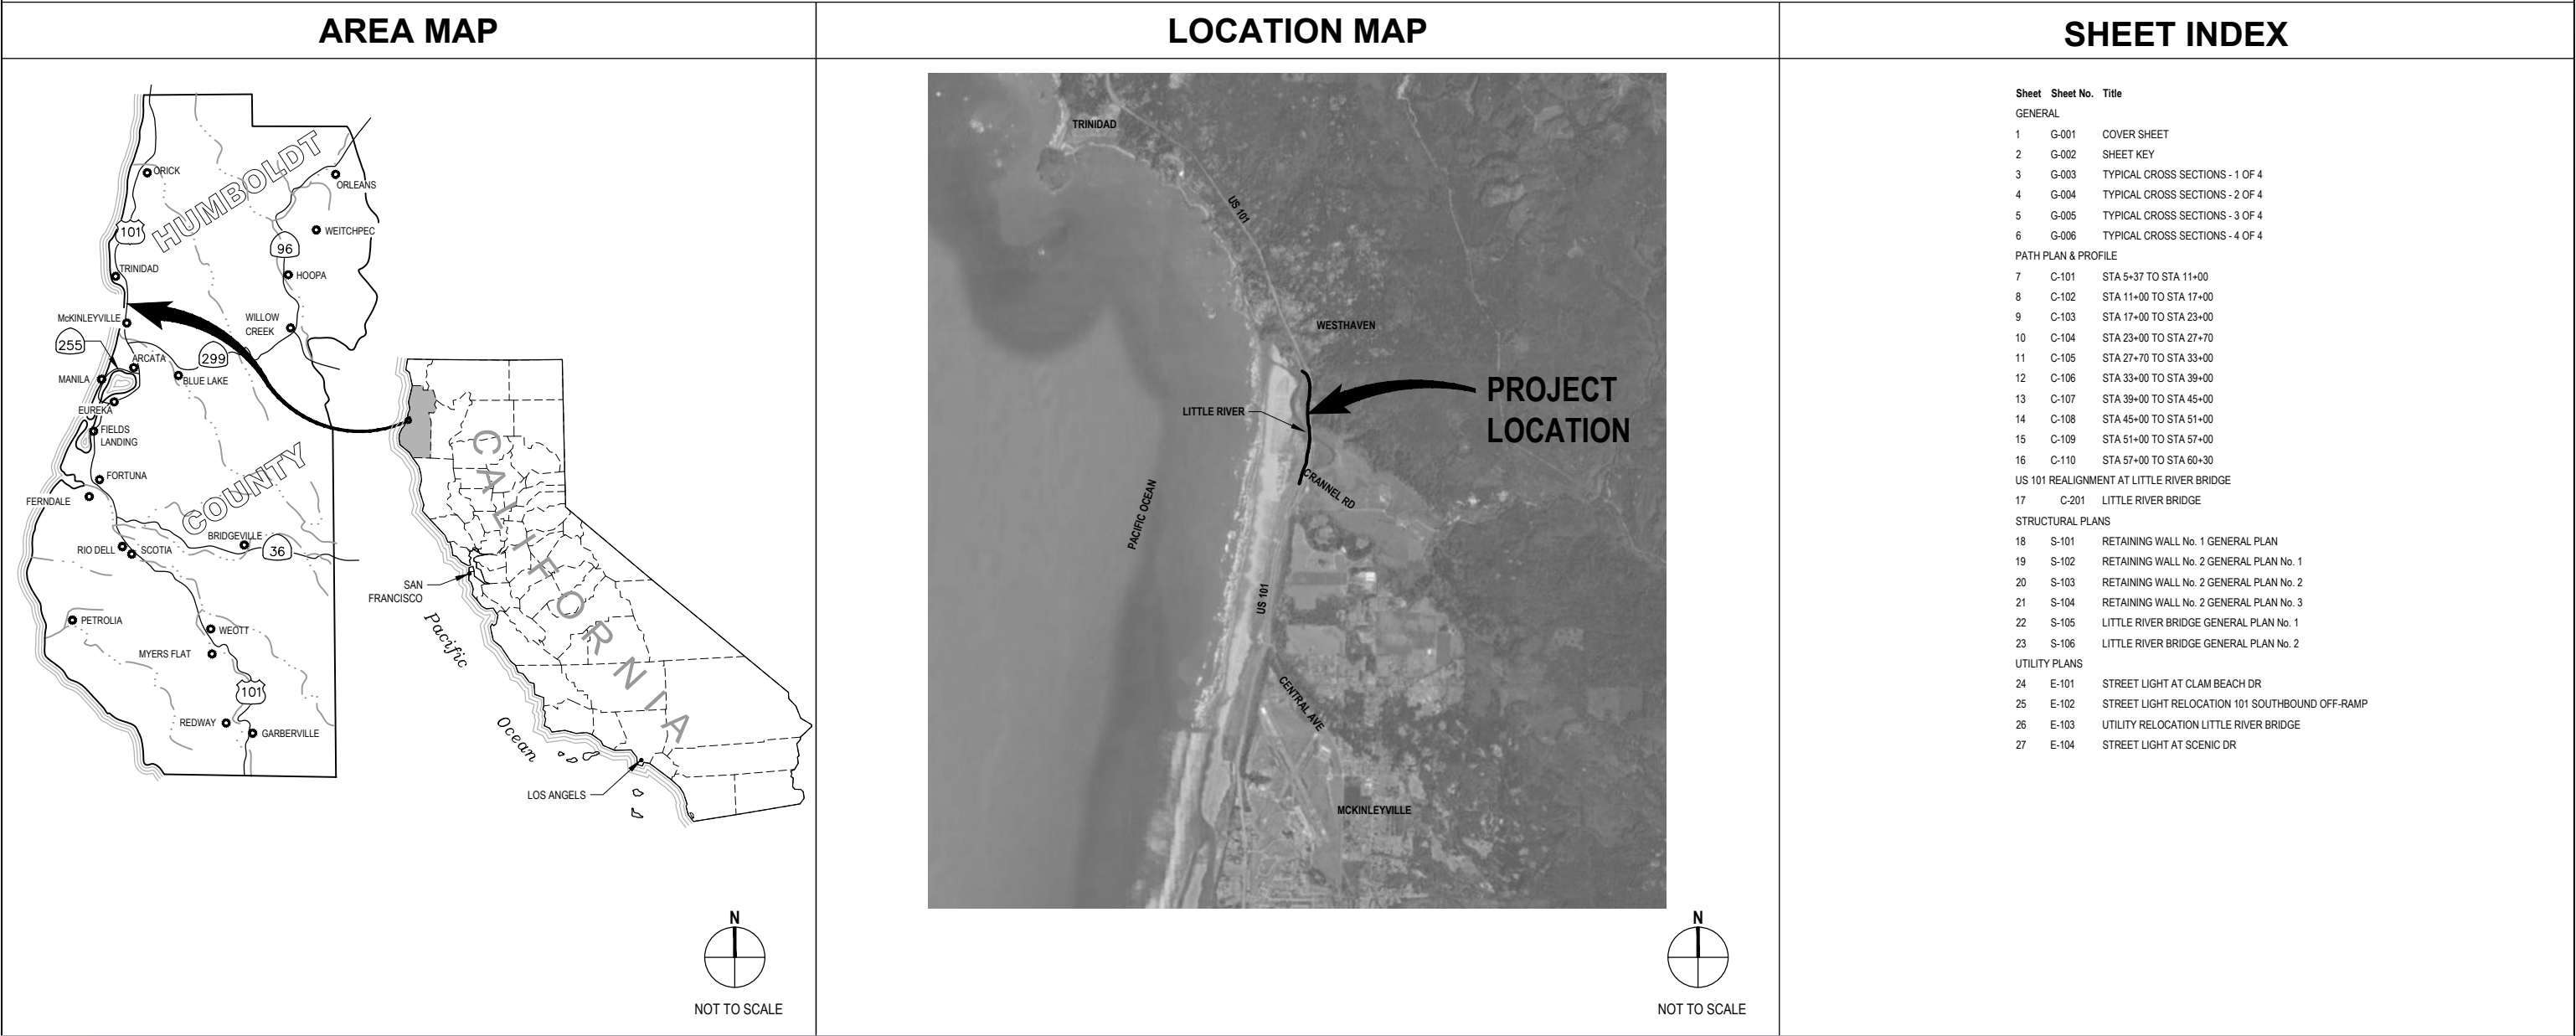 AREA MAP
ORICK
ORLEANS
HUMBOLDT
101
WEITCHPEC
96
TRINIDAD
HOOPA
McKINLEYVILLE
WILLOW
CREEK
255
ARCATA
299
MANILA
BLUE LAKE
EUREKA
FIELDS
LANDING
FORTUNA
FERNDALE
COUNTY
BRIDGEVILLE
RIO DELL
SCOTIA
36
PETROLIA
WEOTT
MYERS FLAT
101
REDWAY
GARBERVILLE
CALIFORNIA
SAN
FRANCISCO
Pacific
Ocean
LOS ANGELS
N
NOT TO SCALE
LOCATION MAP
TRINIDAD
US 101
WESTHAVEN
PROJECT
LOCATION
LITTLE RIVER
CRANNEL RD
PACIFIC OCEAN
US 101
CENTRAL AVE
MCKINLEYVILLE
N
NOT TO SCALE
SHEET INDEX
Sheet Sheet No. Title
GENERAL
1 G-001 COVER SHEET
2 G-002 SHEET KEY
3 G-003 TYPICAL CROSS SECTIONS - 1 OF 4
4 G-004 TYPICAL CROSS SECTIONS - 2 OF 4
5 G-005 TYPICAL CROSS SECTIONS - 3 OF 4
6 G-006 TYPICAL CROSS SECTIONS - 4 OF 4
PATH PLAN & PROFILE
7 C-101 STA 5+37 TO STA 11+00
8 C-102 STA 11+00 TO STA 17+00
9 C-103 STA 17+00 TO STA 23+00
10 C-104 STA 23+00 TO STA 27+70
11 C-105 STA 27+70 TO STA 33+00
12 C-106 STA 33+00 TO STA 39+00
13 C-107 STA 39+00 TO STA 45+00
14 C-108 STA 45+00 TO STA 51+00
15 C-109 STA 51+00 TO STA 57+00
16 C-110 STA 57+00 TO STA 60+30
US 101 REALIGNMENT AT LITTLE RIVER BRIDGE
17 C-201 LITTLE RIVER BRIDGE
STRUCTURAL PLANS
18 S-101 RETAINING WALL No. 1 GENERAL PLAN
19 S-102 RETAINING WALL No. 2 GENERAL PLAN No. 1
20 S-103 RETAINING WALL No. 2 GENERAL PLAN No. 2
21 S-104 RETAINING WALL No. 2 GENERAL PLAN No. 3
22 S-105 LITTLE RIVER BRIDGE GENERAL PLAN No. 1
23 S-106 LITTLE RIVER BRIDGE GENERAL PLAN No. 2
UTILITY PLANS
24 E-101 STREET LIGHT AT CLAM BEACH DR
25 E-102 STREET LIGHT RELOCATION 101 SOUTHBOUND OFF-RAMP
26 E-103 UTILITY RELOCATION LITTLE RIVER BRIDGE
27 E-104 STREET LIGHT AT SCENIC DR